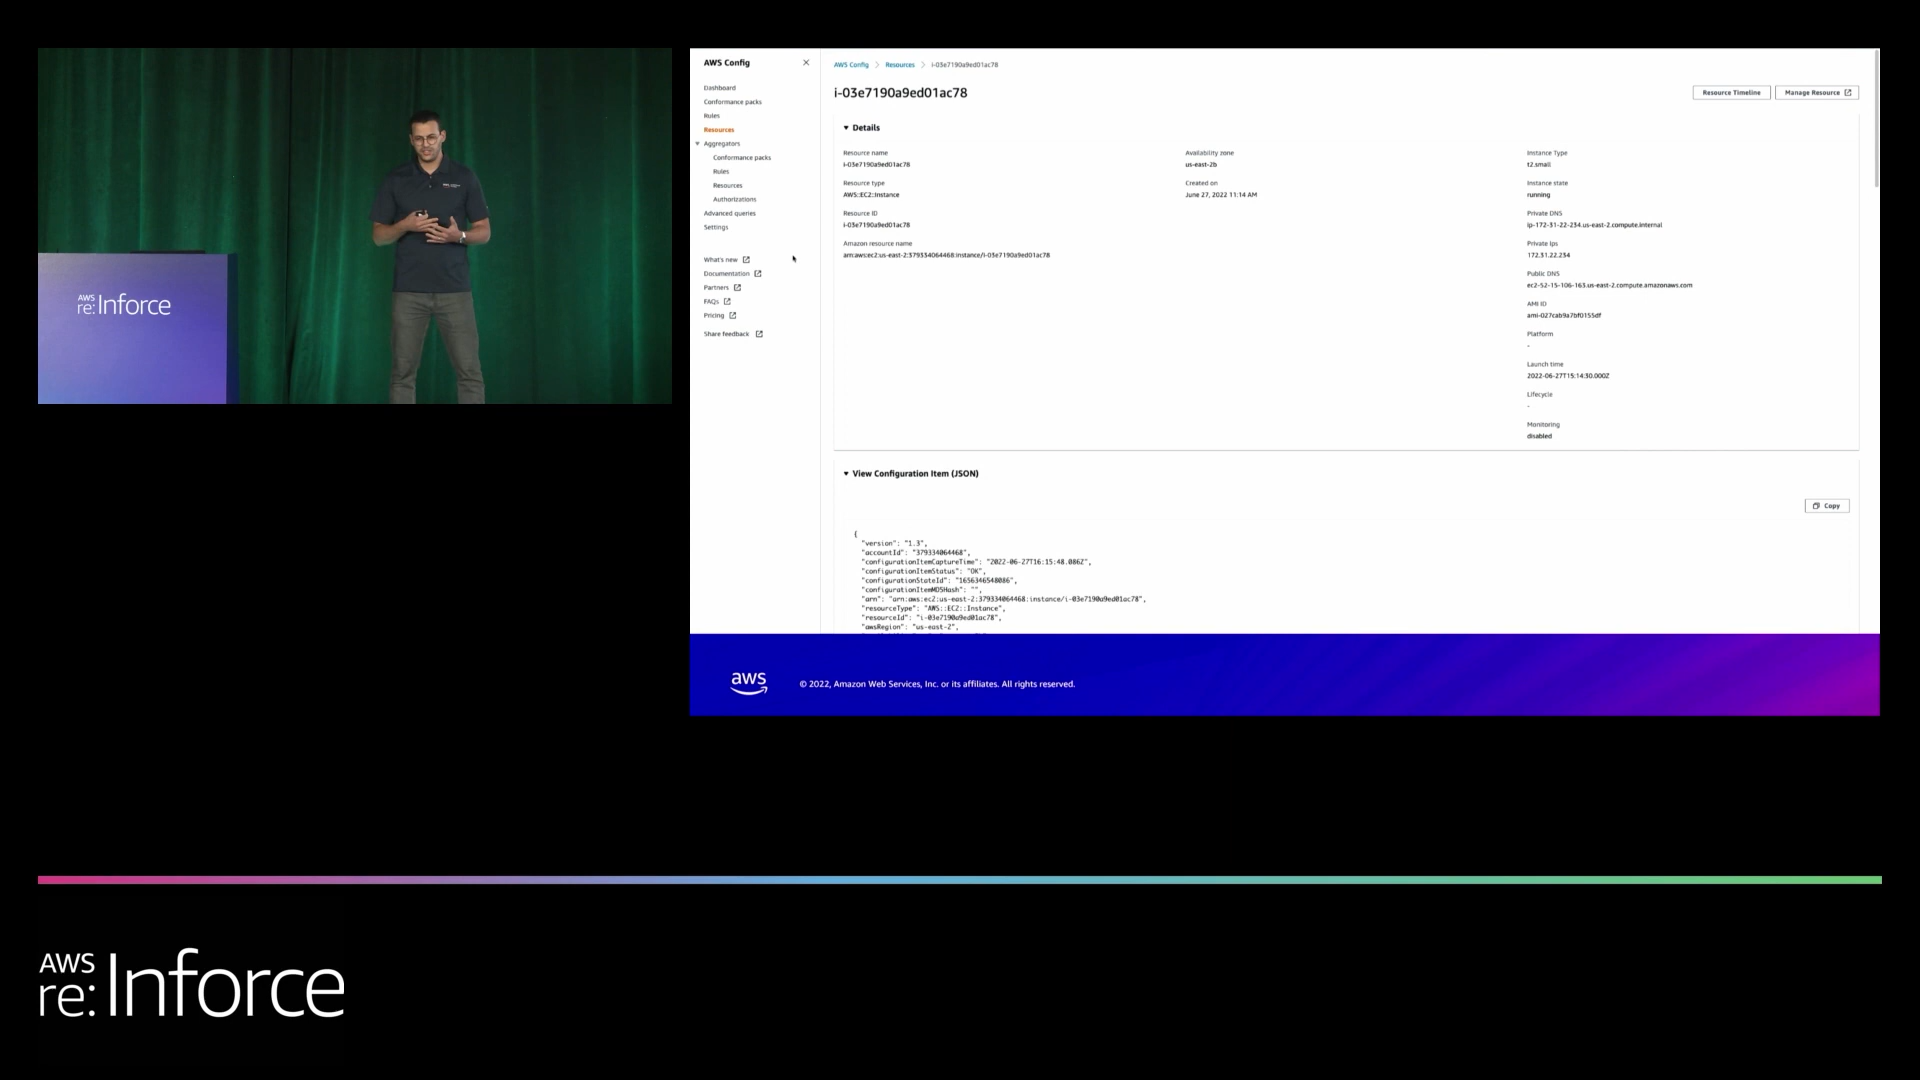 AWS
re:Inforce
AWS Config
Dashboard
Conformance packs
Rules
Resources
Aggregators
Conformance packs
Rules
Resources
Authorizations
Advanced queries
Settings
What's new
Documentation
Partners
FAQs
Pricing
Share feedback
AWS Config > Resources > i-03e7190a9ed01ac78
i-03e7190a9ed01ac78
Resource Timeline
Manage Resource
Details
Resource name
i-03e7190a9ed01ac78
Resource type
AWS::EC2::Instance
Resource ID
i-03e7190a9ed01ac78
Amazon resource name
arn:aws:ec2:us-east-2:379334064468:instance/i-03e7190a9ed01ac78
Availability zone
us-east-2b
Created on
June 27, 2022 11:14 AM
Instance Type
t2.small
Instance state
running
Private DNS
ip-172-31-22-234.us-east-2.compute.internal
Private Ips
172.31.22.234
Public DNS
ec2-52-15-106-163.us-east-2.compute.amazonaws.com
AMI ID
ami-027cab9a7bf0155df
Platform
-
Launch time
2022-06-27T15:14:30.000Z
Lifecycle
-
Monitoring
disabled
View Configuration Item (JSON)
Copy
{
"version": "1.3",
"accountId": "379334064468",
"configurationItemCaptureTime": "2022-06-27T16:15:48.086Z",
"configurationItemStatus": "OK",
"configurationStateId": "1656346548086",
"configurationItemMD5Hash": "",
"arn": "arn:aws:ec2:us-east-2:379334064468:instance/i-03e7190a9ed01ac78",
"resourceType": "AWS::EC2::Instance",
"resourceId": "i-03e7190a9ed01ac78",
"awsRegion": "us-east-2",
aws
© 2022, Amazon Web Services, Inc. or its affiliates. All rights reserved.
AWS
re:Inforce